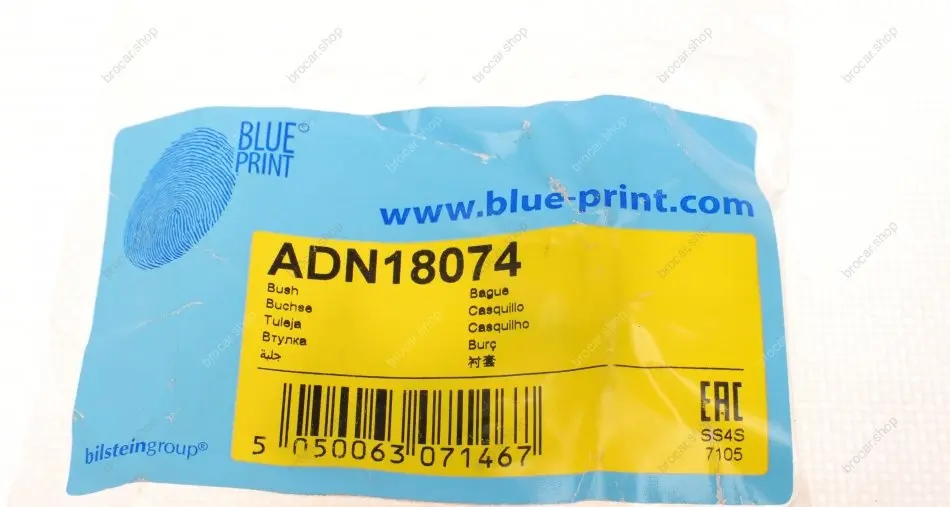 brocar.shop
BLUE
PRINT
www.blue-print.com
ADN18074
Bush
Buchse
Tuleja
Втулка
جلبة
Bague
Casquillo
Casquilho
Burç
衬套
EAC
SS4S
7105
5 050063 071467
bilsteingroup®